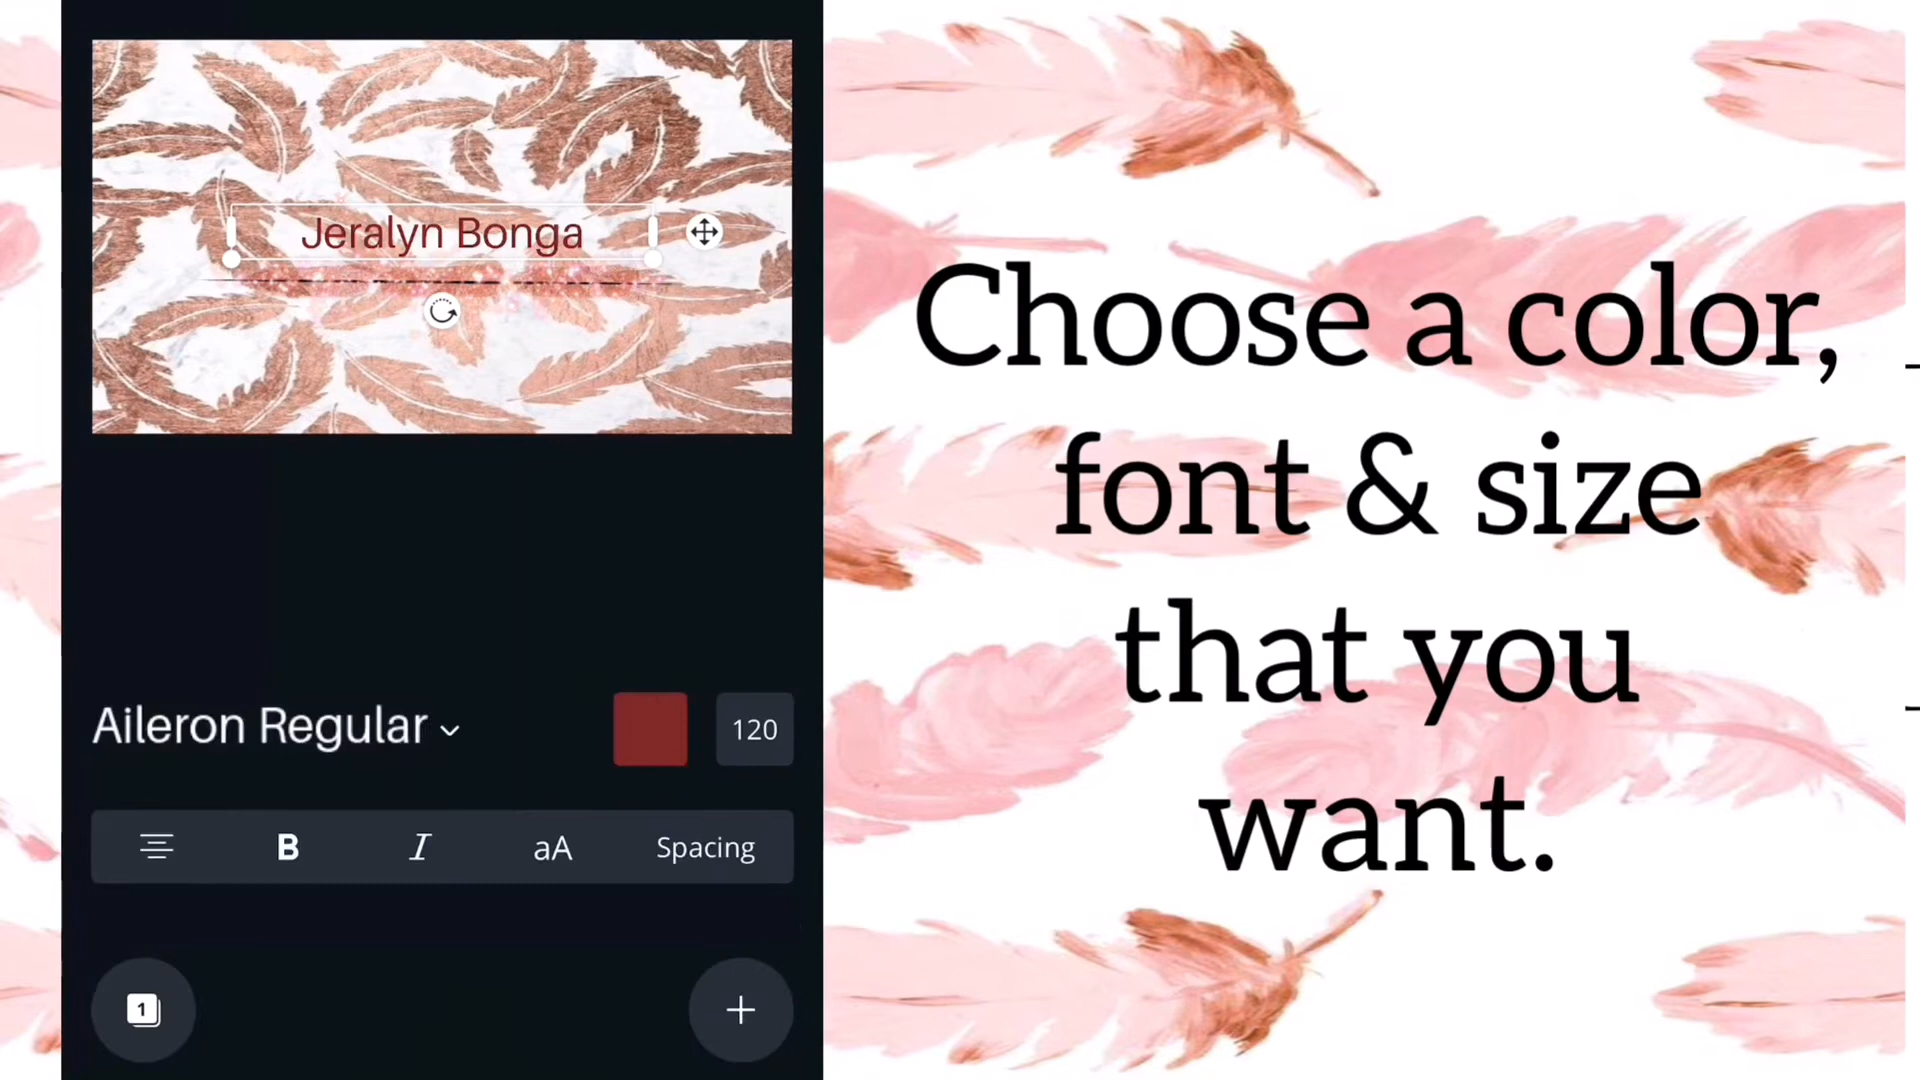 Jeralyn Bonga
Aileron Regular
120
B I aA Spacing
1
Choose a color,
font & size
that you
want.